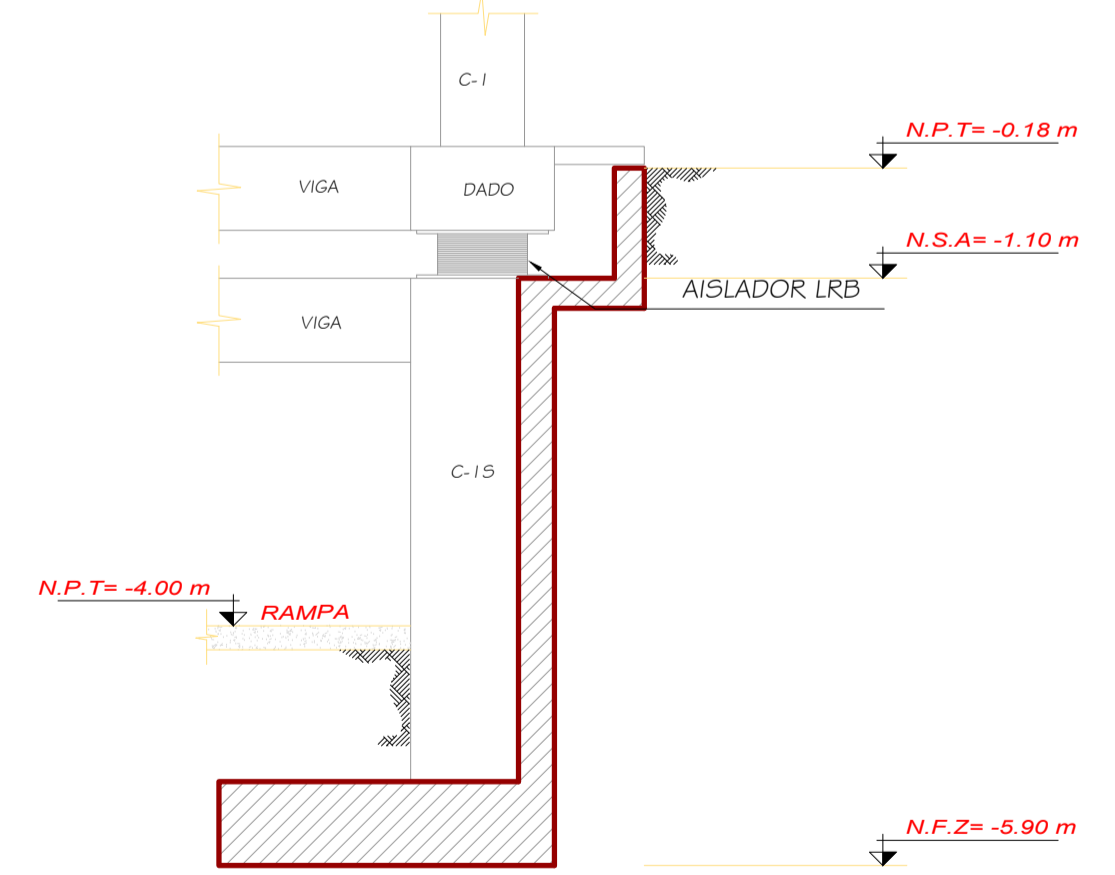 C-1
N.P.T= -0.18 m
VIGA
DADO
N.S.A= -1.10 m
AISLADOR LRB
VIGA
C-1S
N.P.T= -4.00 m
RAMPA
N.F.Z= -5.90 m